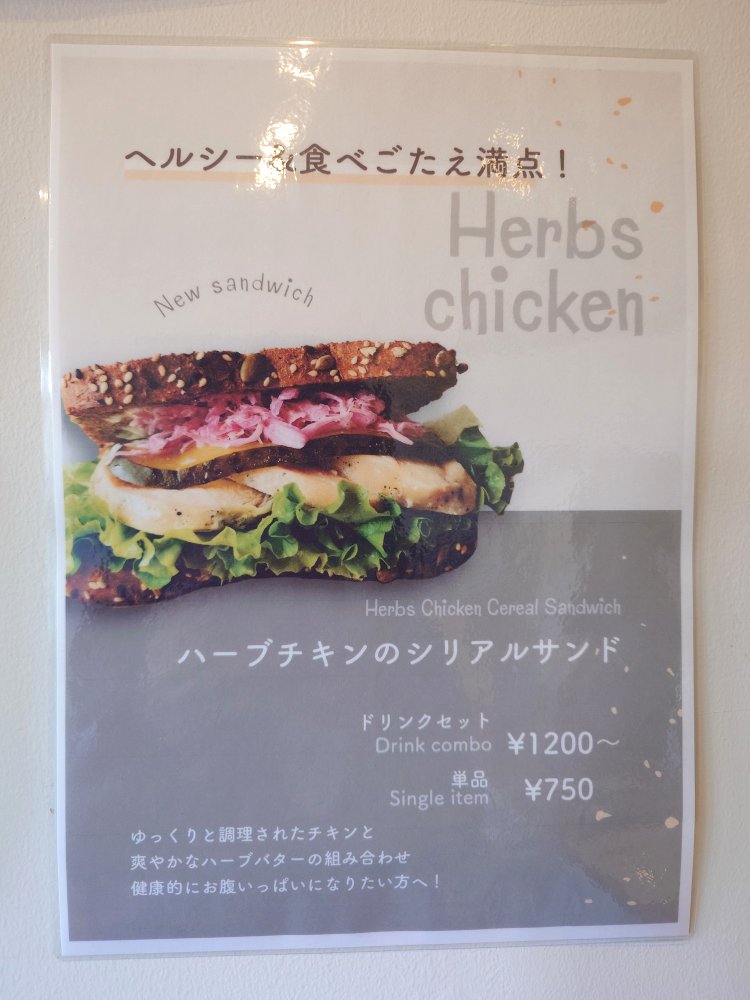 ヘルシー&食べごたえ満点！
Herbs
chicken
New sandwich
Herbs Chicken Cereal Sandwich
ハーブチキンのシリアルサンド
ドリンクセット
Drink combo ¥1200～
単品
Single item ¥750
ゆっくりと調理されたチキンと
爽やかなハーブバターの組み合わせ
健康的にお腹いっぱいになりたい方へ！